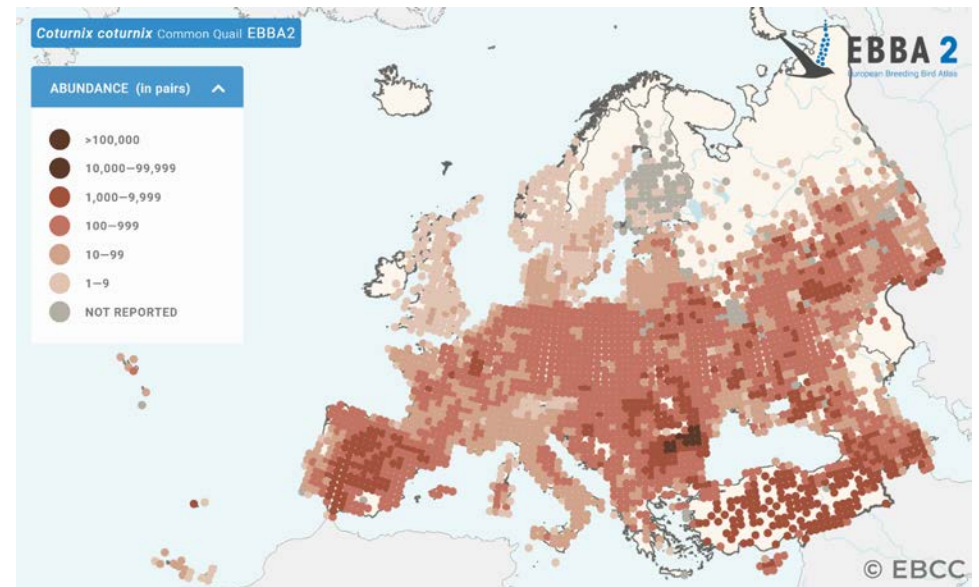 Coturnix coturnix Common Quail EBBA2
ABUNDANCE (in pairs)
>100,000
10,000–99,999
1,000–9,999
100–999
10–99
1–9
NOT REPORTED
EBBA 2
European Breeding Bird Atlas
© EBCC